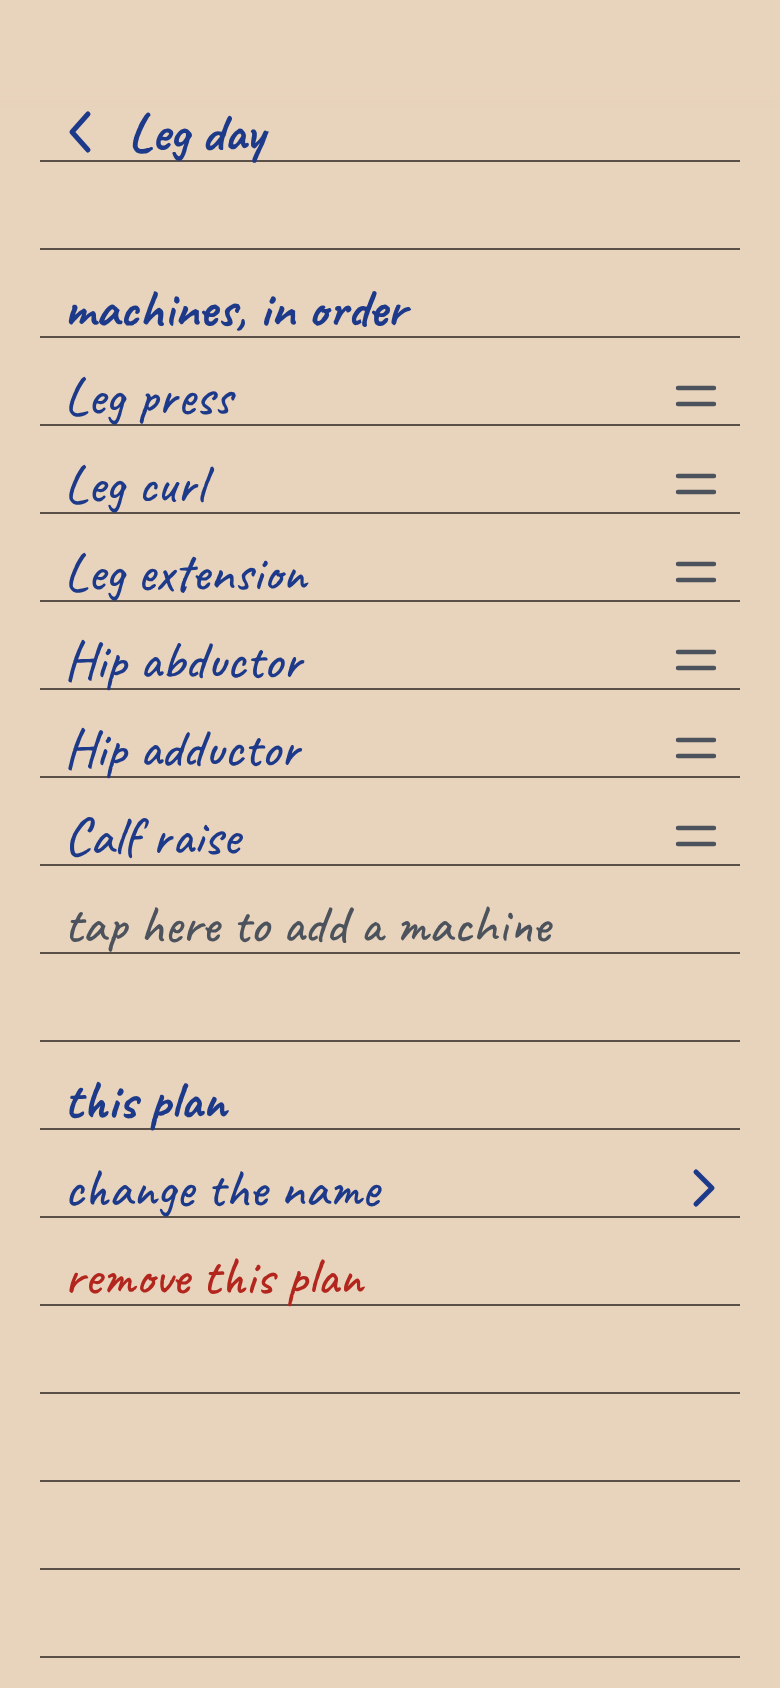 Leg day
machines, in order
Leg press
Leg curl
Leg extension
Hip abductor
Hip adductor
Calf raise
tap here to add a machine
this plan
change the name
remove this plan